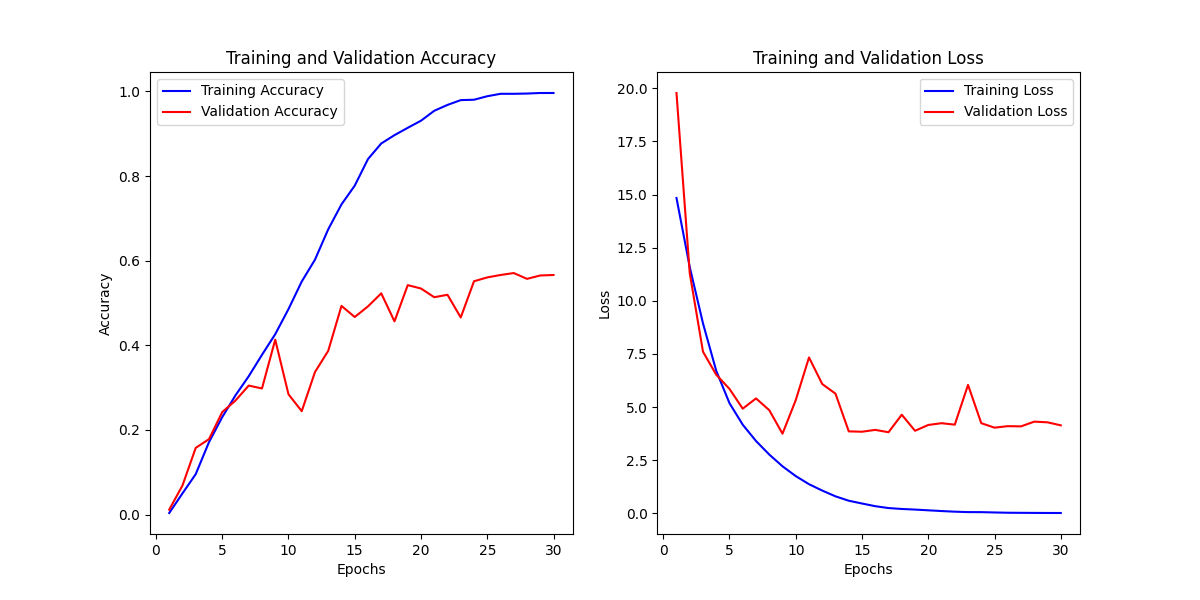 Training and Validation Accuracy
Training Accuracy
Validation Accuracy
1.0
0.8
0.6
0.4
0.2
0.0
Accuracy
0 5 10 15 20 25 30
Epochs
Training and Validation Loss
Training Loss
Validation Loss
20.0
17.5
15.0
12.5
10.0
7.5
5.0
2.5
0.0
Loss
0 5 10 15 20 25 30
Epochs